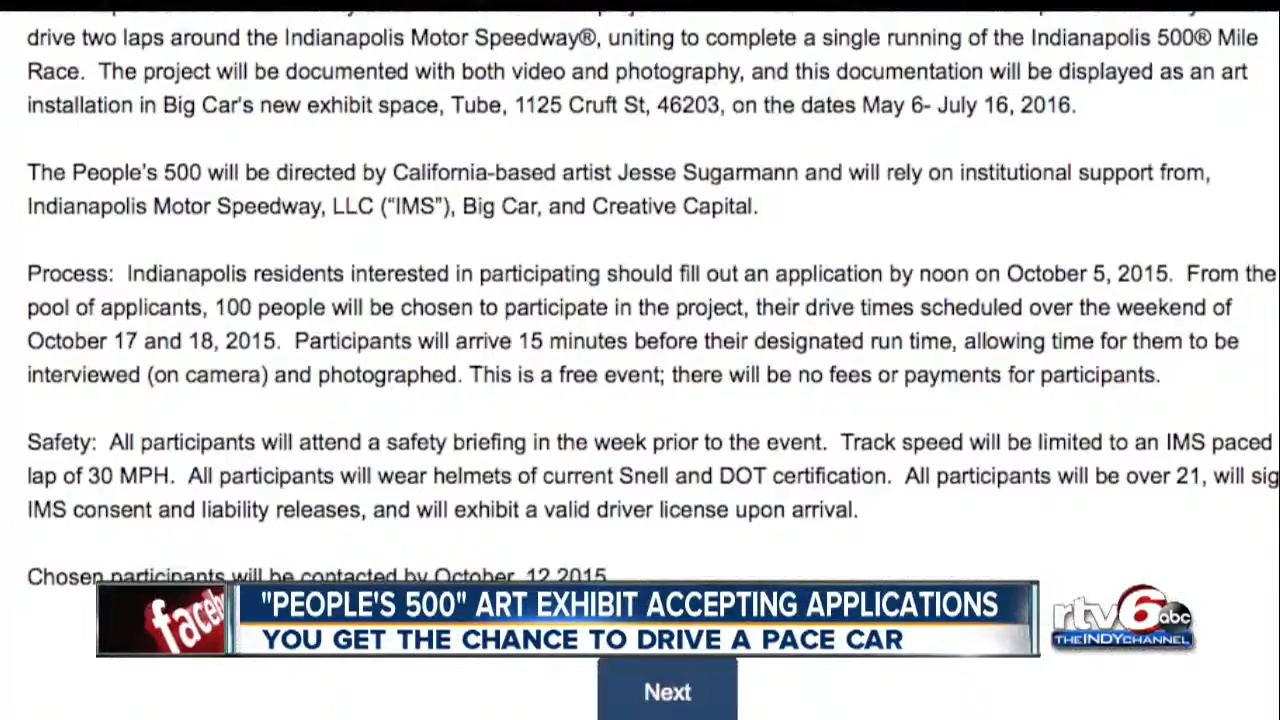 drive two laps around the Indianapolis Motor Speedway®, uniting to complete a single running of the Indianapolis 500® Mile
Race.  The project will be documented with both video and photography, and this documentation will be displayed as an art
installation in Big Car's new exhibit space, Tube, 1125 Cruft St, 46203, on the dates May 6- July 16, 2016.
The People's 500 will be directed by California-based artist Jesse Sugarmann and will rely on institutional support from,
Indianapolis Motor Speedway, LLC (“IMS”), Big Car, and Creative Capital.
Process:  Indianapolis residents interested in participating should fill out an application by noon on October 5, 2015.  From the
pool of applicants, 100 people will be chosen to participate in the project, their drive times scheduled over the weekend of
October 17 and 18, 2015.  Participants will arrive 15 minutes before their designated run time, allowing time for them to be
interviewed (on camera) and photographed. This is a free event; there will be no fees or payments for participants.
Safety:  All participants will attend a safety briefing in the week prior to the event.  Track speed will be limited to an IMS paced
lap of 30 MPH.  All participants will wear helmets of current Snell and DOT certification.  All participants will be over 21, will sig
IMS consent and liability releases, and will exhibit a valid driver license upon arrival.
Chosen participants will be contacted by October, 12 2015
faceb
"PEOPLE'S 500" ART EXHIBIT ACCEPTING APPLICATIONS
YOU GET THE CHANCE TO DRIVE A PACE CAR
rtv6 abc
THEINDYCHANNEL
Next